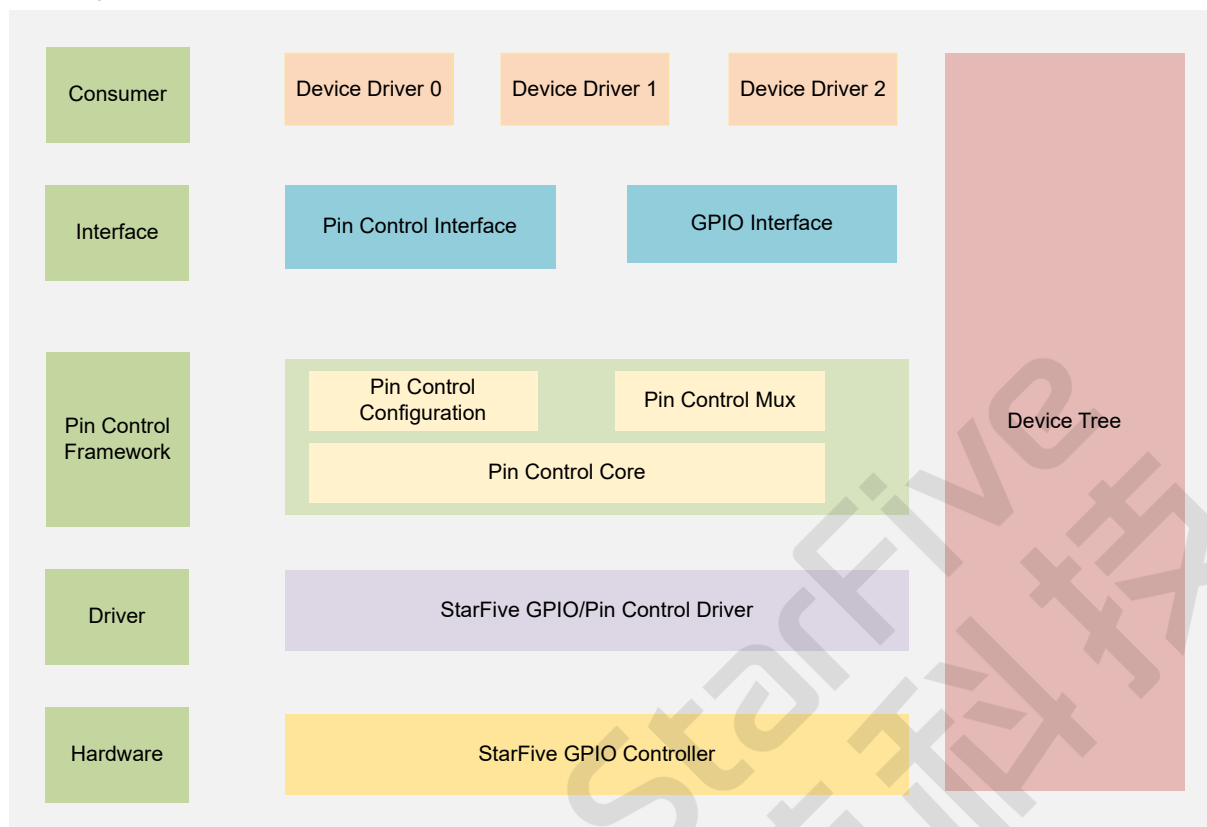 Consumer
Device Driver 0
Device Driver 1
Device Driver 2
Interface
Pin Control Interface
GPIO Interface
Pin Control
Framework
Pin Control
Configuration
Pin Control Mux
Pin Control Core
Device Tree
Driver
StarFive GPIO/Pin Control Driver
Hardware
StarFive GPIO Controller
StarFive
科技